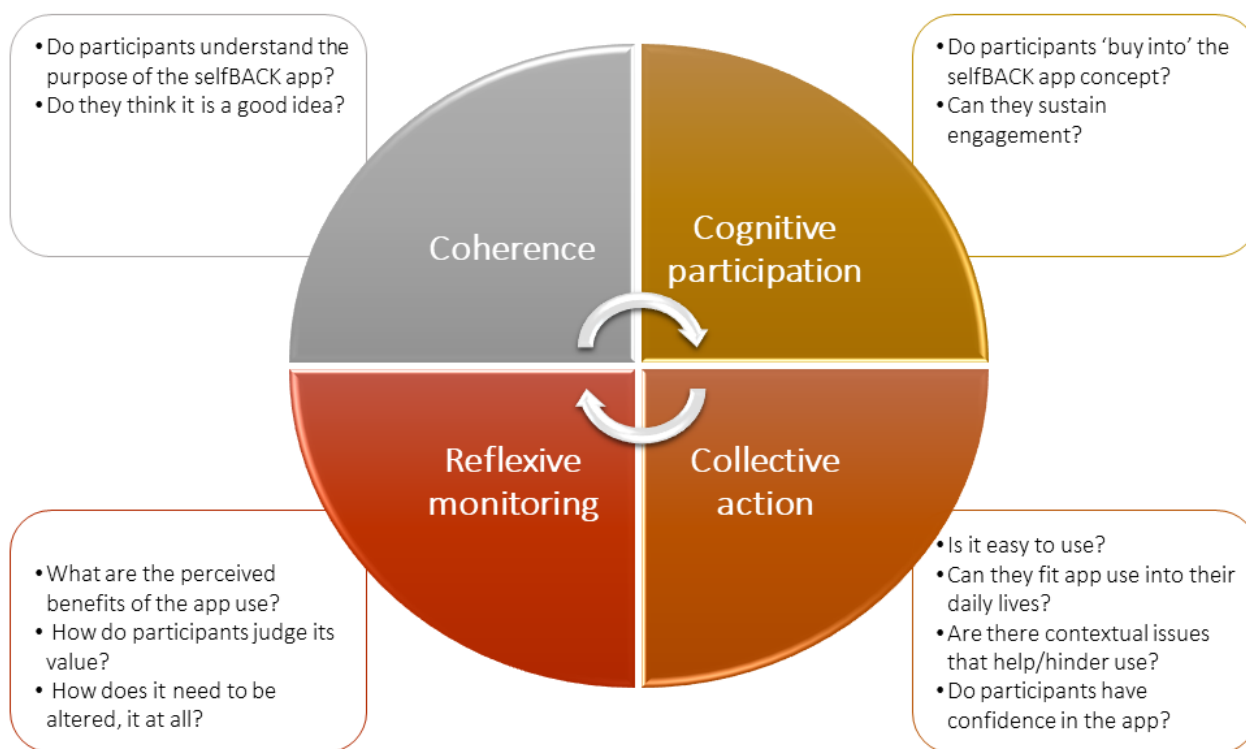 • Do participants understand the
purpose of the selfBACK app?
• Do they think it is a good idea?
• Do participants ‘buy into’ the
selfBACK app concept?
• Can they sustain
engagement?
Coherence
Cognitive
participation
Reflexive
monitoring
Collective
action
• What are the perceived
benefits of the app use?
• How do participants judge its
value?
• How does it need to be
altered, it at all?
• Is it easy to use?
• Can they fit app use into their
daily lives?
• Are there contextual issues
that help/hinder use?
• Do participants have
confidence in the app?